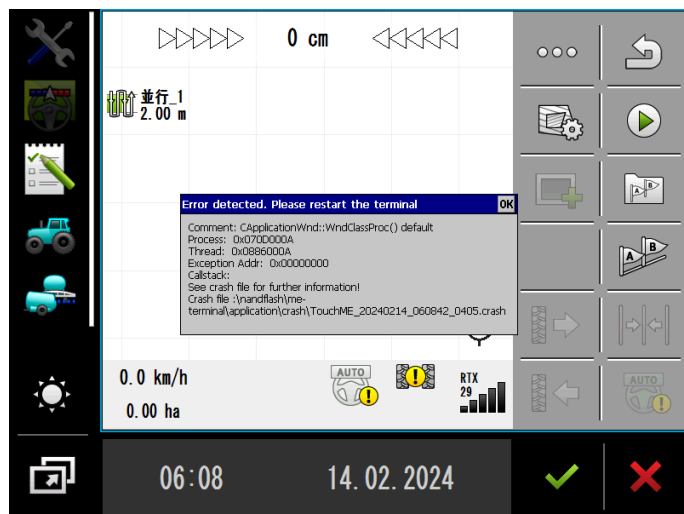 0 cm
並行_1
2.00 m
A B
A B
Error detected. Please restart the terminal OK
Comment: CApplicationWnd::WndClassProc() default
Process: 0x070D000A
Thread: 0x0886000A
Exception Addr: 0x00000000
Callstack:
See crash file for further information!
Crash file :\nandflash\me-
terminal\application\crash\TouchME_20240214_060842_0405.crash
0.0 km/h
AUTO
RTX
29
AUTO
0.00 ha
06:08 14.02.2024